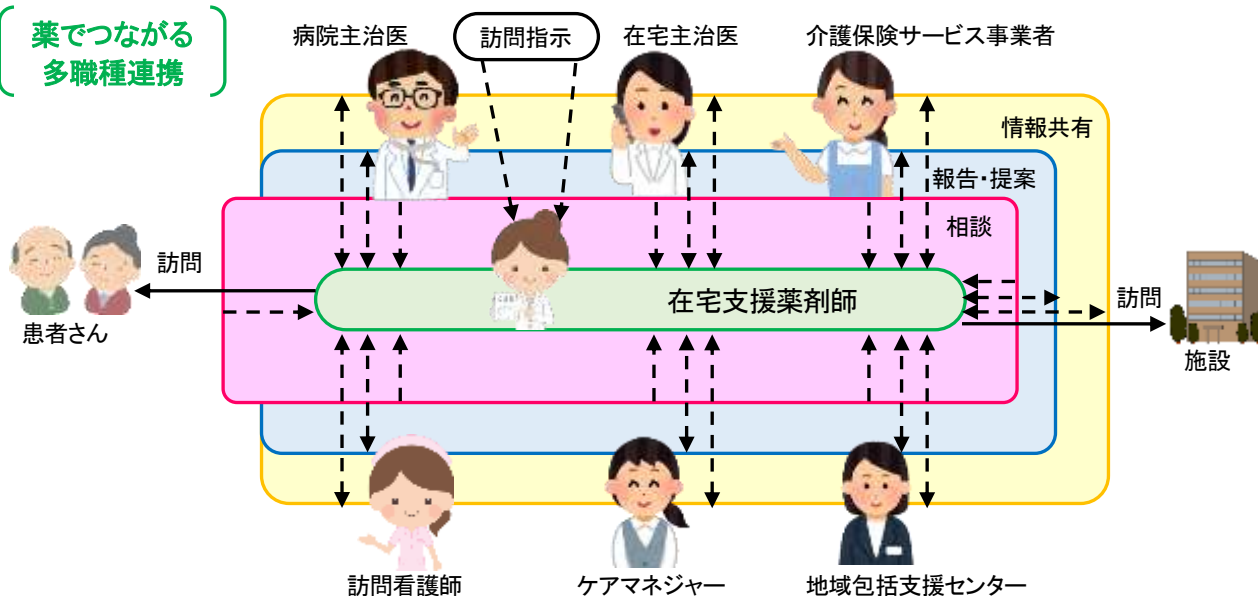 薬でつながる
多職種連携
病院主治医
訪問指示
在宅主治医
介護保険サービス事業者
情報共有
報告・提案
相談
訪問
患者さん
在宅支援薬剤師
訪問
施設
訪問看護師
ケアマネジャー
地域包括支援センター